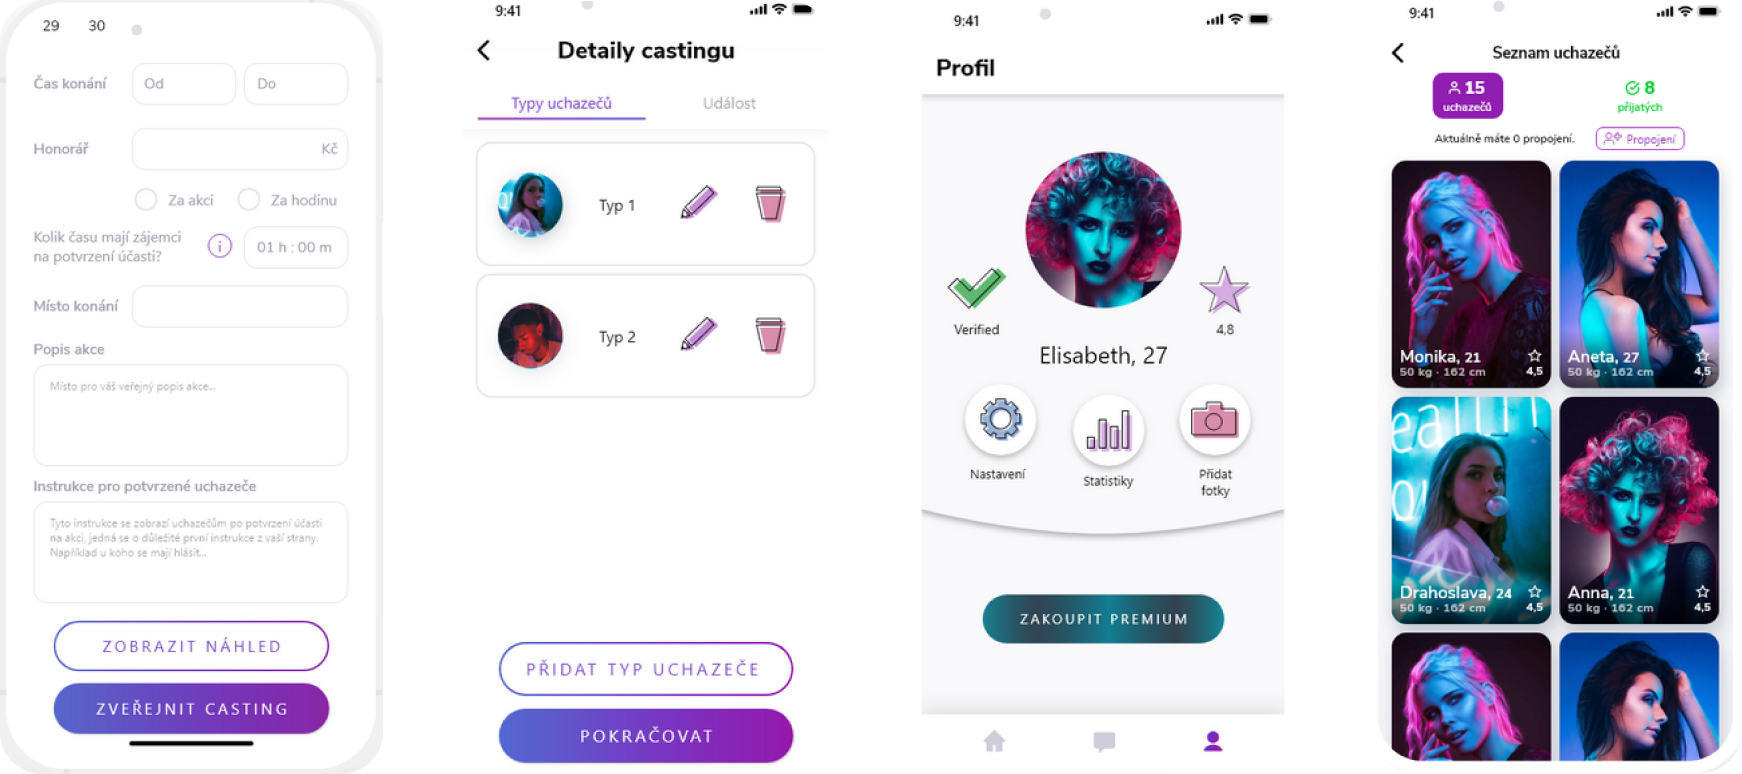 29 30
Čas konání Od Do
Honorář Kč
Za akci Za hodinu
Kolik času mají zájemci
na potvrzení účasti? i 01 h : 00 m
Místo konání
Popis akce
Místo pro váš veřejný popis akce...
Instrukce pro potvrzené uchazeče
Tyto instrukce se zobrazí uchazečům po potvrzení účasti
na akci, jedná se o důležité první instrukce z vaší strany.
Například u koho se mají hlásit...
ZOBRAZIT NÁHLED
ZVEŘEJNIT CASTING
9:41
Detaily castingu
Typy uchazečů Událost
Typ 1
Typ 2
PŘIDAT TYP UCHAZEČE
POKRAČOVAT
9:41
Profil
Verified
4,8
Elisabeth, 27
Nastavení
Statistiky
Přidat
fotky
ZAKOUPIT PREMIUM
9:41
Seznam uchazečů
15
uchazečů
8
přijatých
Aktuálně máte 0 propojení. Propojení
Monika, 21
50 kg · 162 cm 4,5
Aneta, 27
50 kg · 162 cm 4,5
Drahoslava, 24
50 kg · 162 cm 4,5
Anna, 21
50 kg · 162 cm 4,5